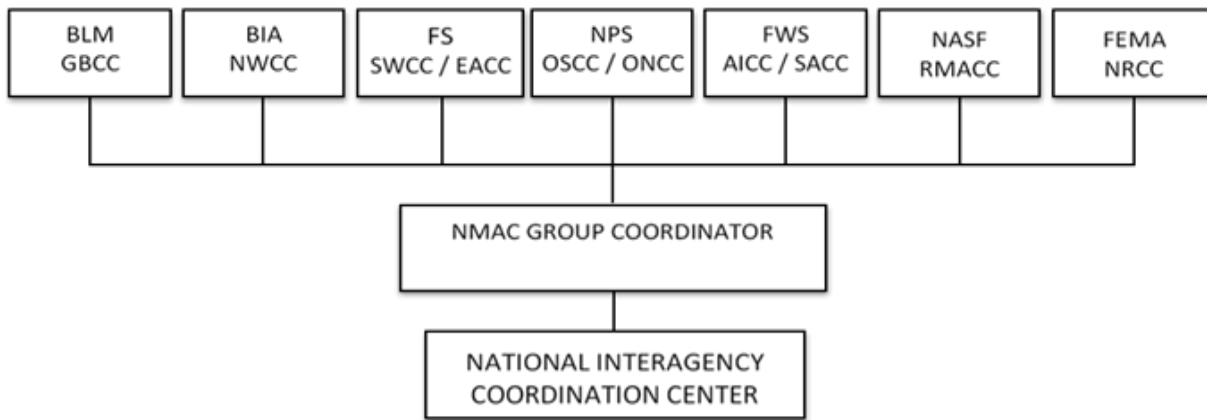 BLM
GBCC
BIA
NWCC
FS
SWCC / EACC
NPS
OSCC / ONCC
FWS
AICC / SACC
NASF
RMACC
FEMA
NRCC
NMAC GROUP COORDINATOR
NATIONAL INTERAGENCY
COORDINATION CENTER